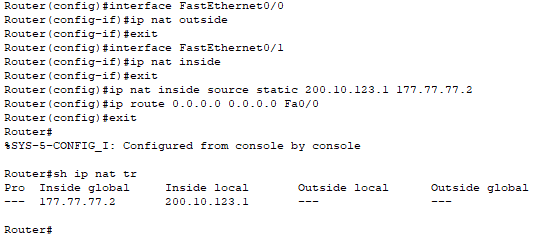 Router(config)#interface FastEthernet0/0
Router(config-if)#ip nat outside
Router(config-if)#exit
Router(config)#interface FastEthernet0/1
Router(config-if)#ip nat inside
Router(config-if)#exit
Router(config)#ip nat inside source static 200.10.123.1 177.77.77.2
Router(config)#ip route 0.0.0.0 0.0.0.0 Fa0/0
Router(config)#exit
Router#
%SYS-5-CONFIG_I: Configured from console by console
Router#sh ip nat tr
Pro  Inside global     Inside local       Outside local      Outside global
---  177.77.77.2       200.10.123.1       ---                ---
Router#